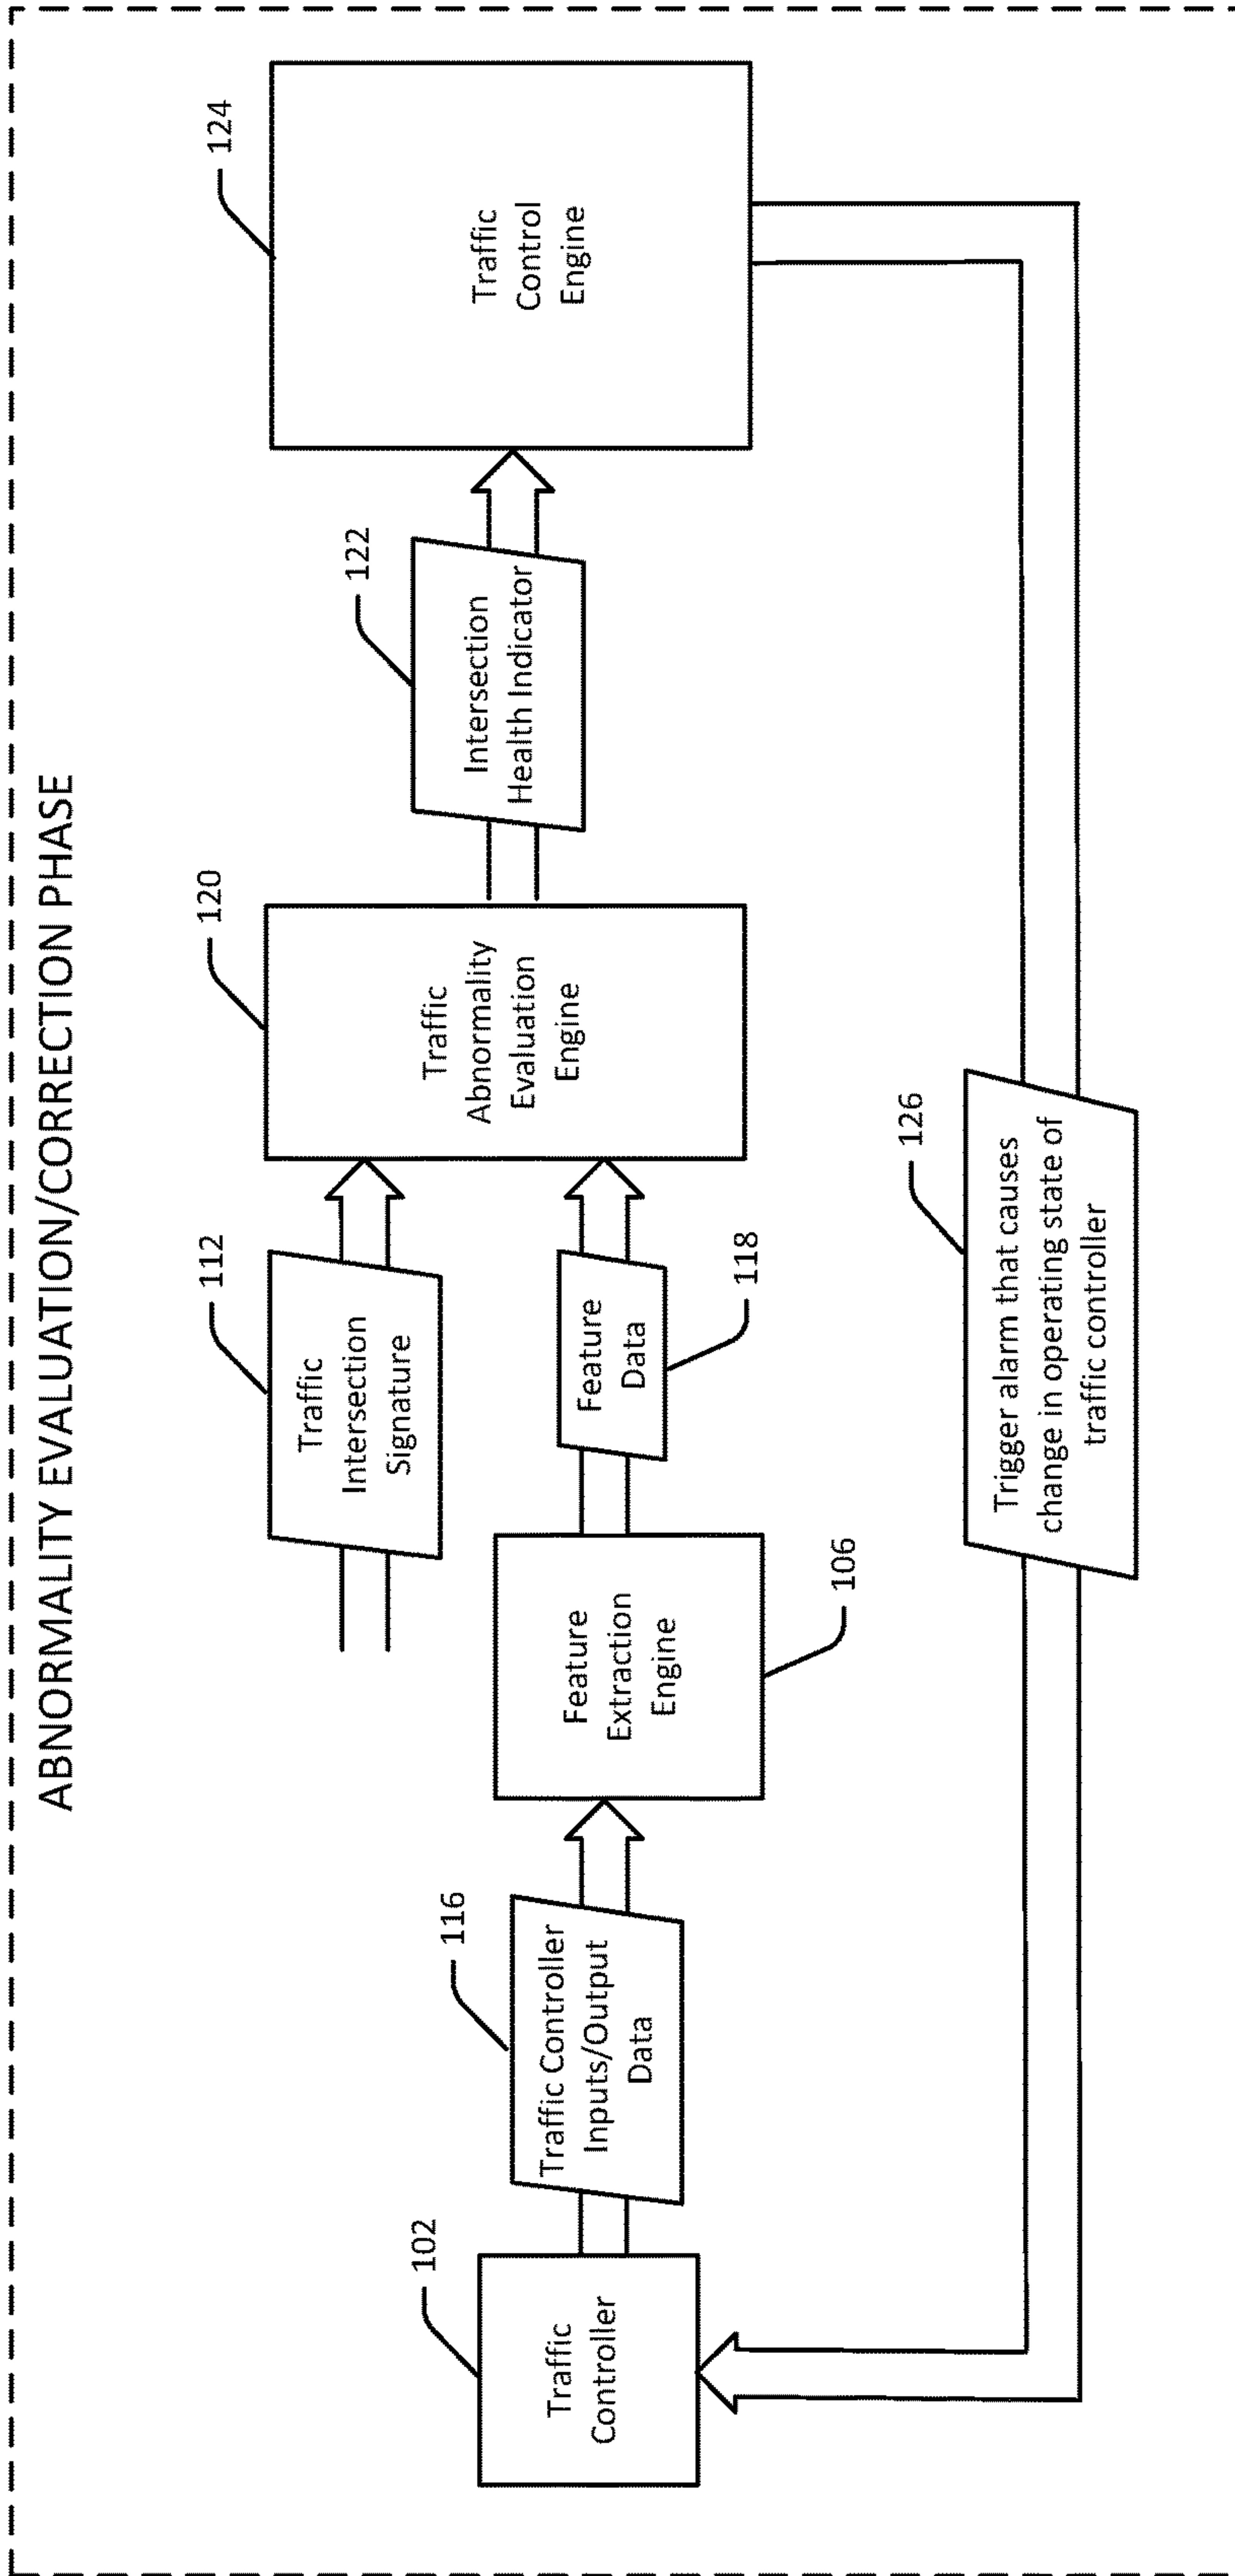 ABNORMALITY EVALUATION/CORRECTION PHASE
102
Traffic
Controller
116
Traffic Controller
Inputs/Output
Data
106
Feature
Extraction
Engine
112
Traffic
Intersection
Signature
118
Feature
Data
120
Traffic
Abnormality
Evaluation
Engine
122
Intersection
Health Indicator
124
Traffic
Control
Engine
126
Trigger alarm that causes
change in operating state of
traffic controller